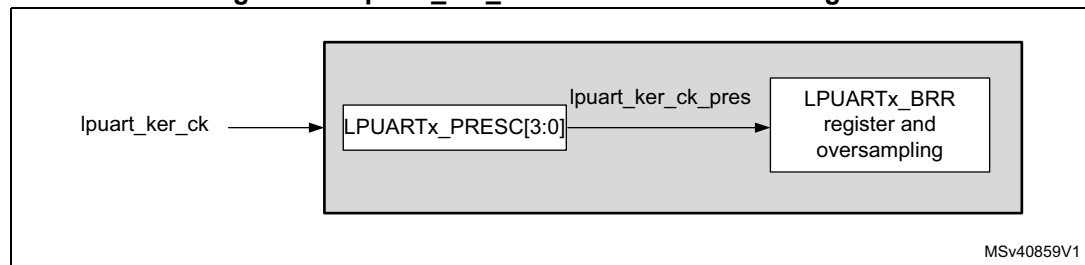 lpuart_ker_ck
LPUARTx_PRESC[3:0]
lpuart_ker_ck_pres
LPUARTx_BRR
register and
oversampling
MSv40859V1